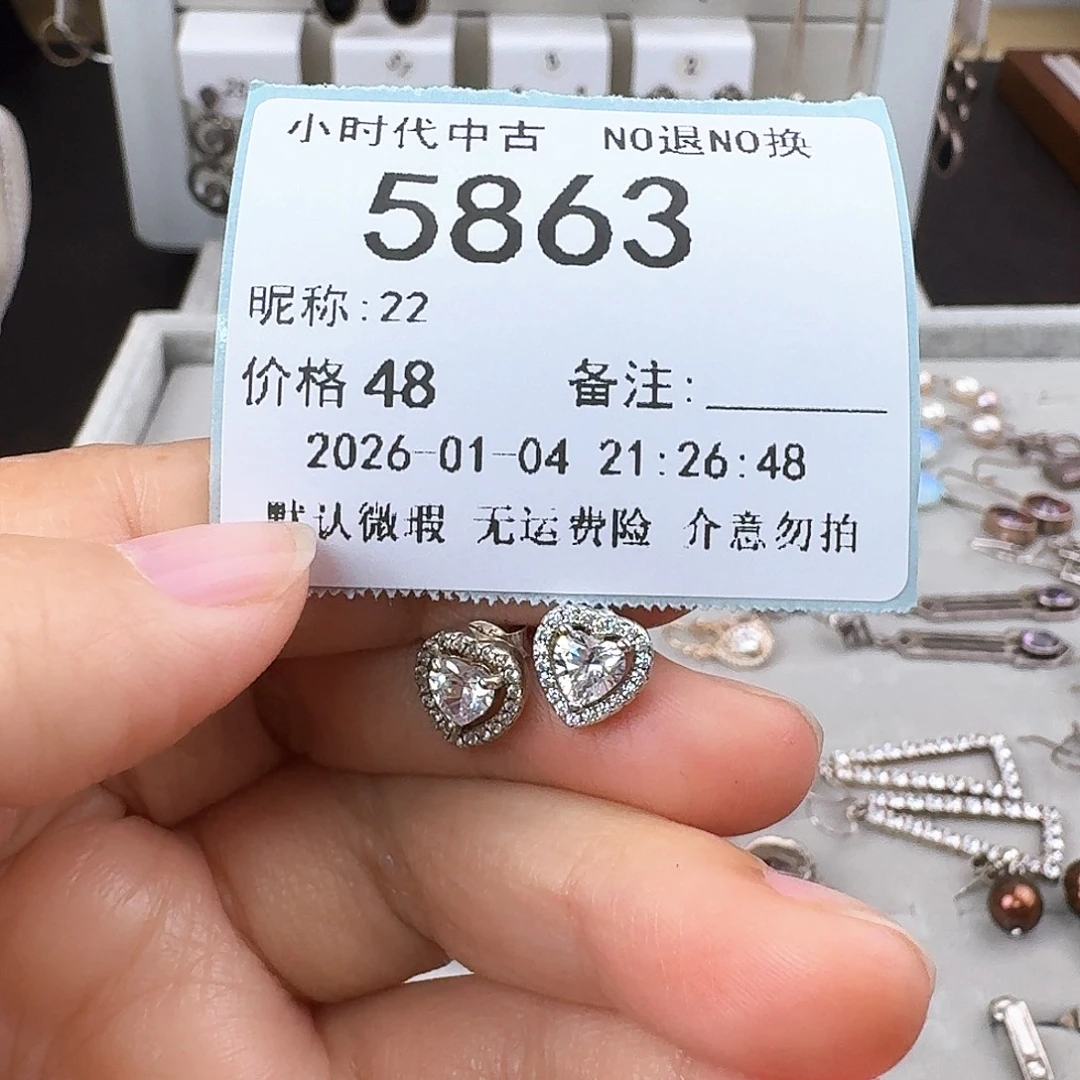 小时代中古 NO退NO换
5863
昵称:22
价格 48 备注:________
2026-01-04 21:26:48
默认微瑕 无运费险 介意勿拍